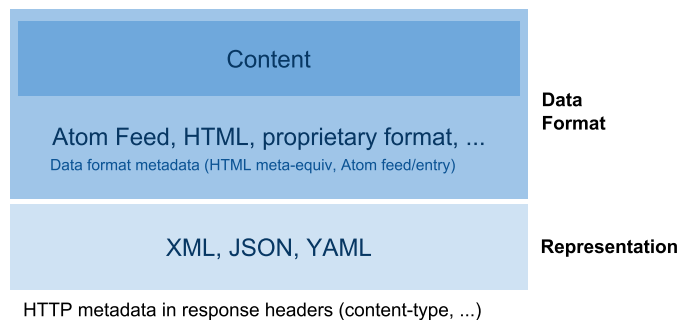 Content
Data
Format
Atom Feed, HTML, proprietary format, ...
Data format metadata (HTML meta-equiv, Atom feed/entry)
XML, JSON, YAML
Representation
HTTP metadata in response headers (content-type, ...)